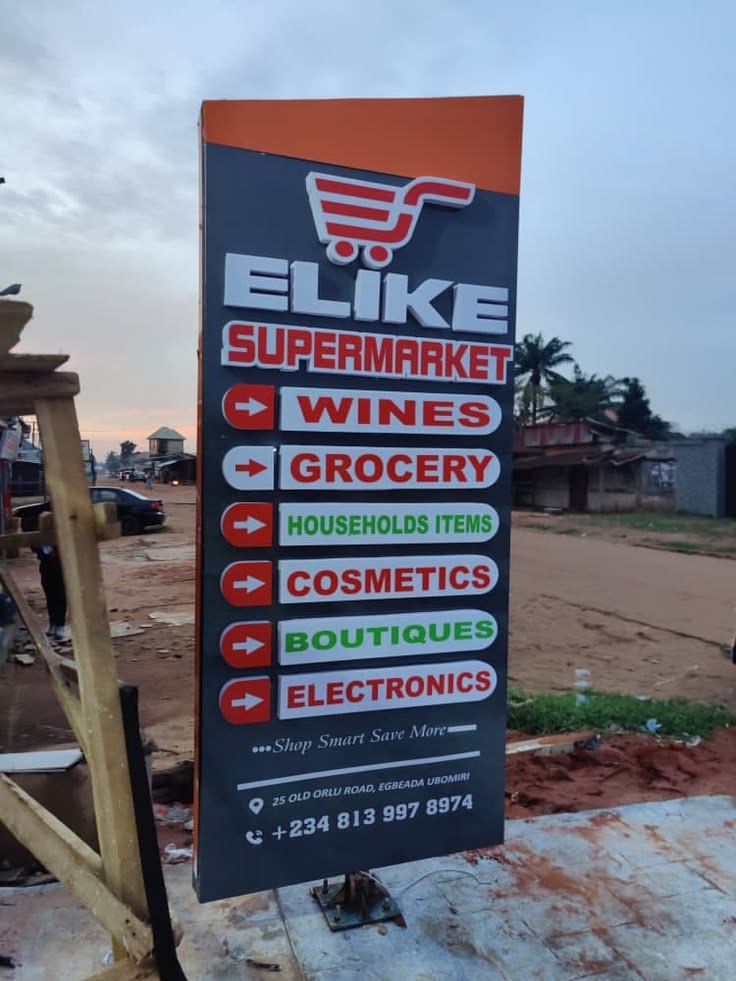 ELIKE
SUPERMARKET
WINES
GROCERY
HOUSEHOLDS ITEMS
COSMETICS
BOUTIQUES
ELECTRONICS
•••Shop Smart Save More
25 OLD ORLU ROAD, EGBEADA UBOMIRI
+234 813 997 8974